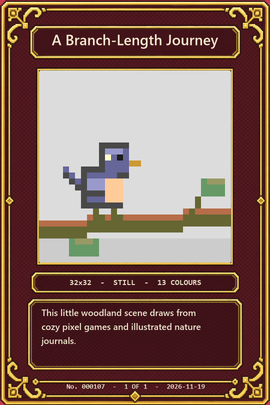 A Branch-Length Journey
32x32 - STILL - 13 COLOURS
This little woodland scene draws from
cozy pixel games and illustrated nature
journals.
No. 000107 - 1 OF 1 - 2026-11-19